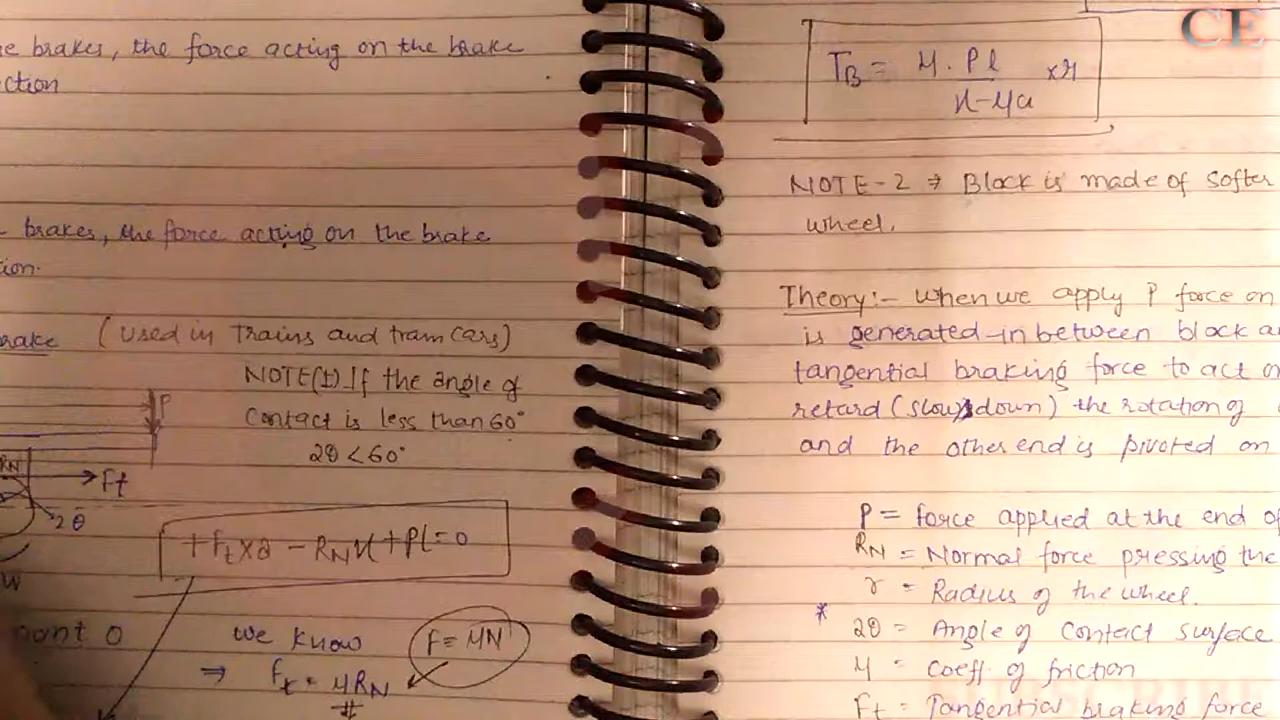 e brakes, the force acting on the brake
ction
brakes, the force acting on the brake
ion.
rake (Used in Trains and tram Cars)
NOTE(1) If the angle of
Contact is less than 60°
2θ < 60°
P
RN
Ft
2θ
+Ft×a - RNx + Pl = 0
W
point O
we know
F = μN
⇒ Ft = μRN
CE
TB = μ.Pl / x-μa × r
NOTE-2 ⇒ Block is made of Softer
wheel.
Theory:- When we apply P force on
is generated in between block a
tangential braking force to act o
retard (slow down) the rotation of
and the other end is pivoted on
P = force applied at the end of
RN = Normal force pressing the
r = Radius of the wheel.
* 2θ = Angle of Contact surface
μ = Coeff. of friction
Ft = Tangential braking force